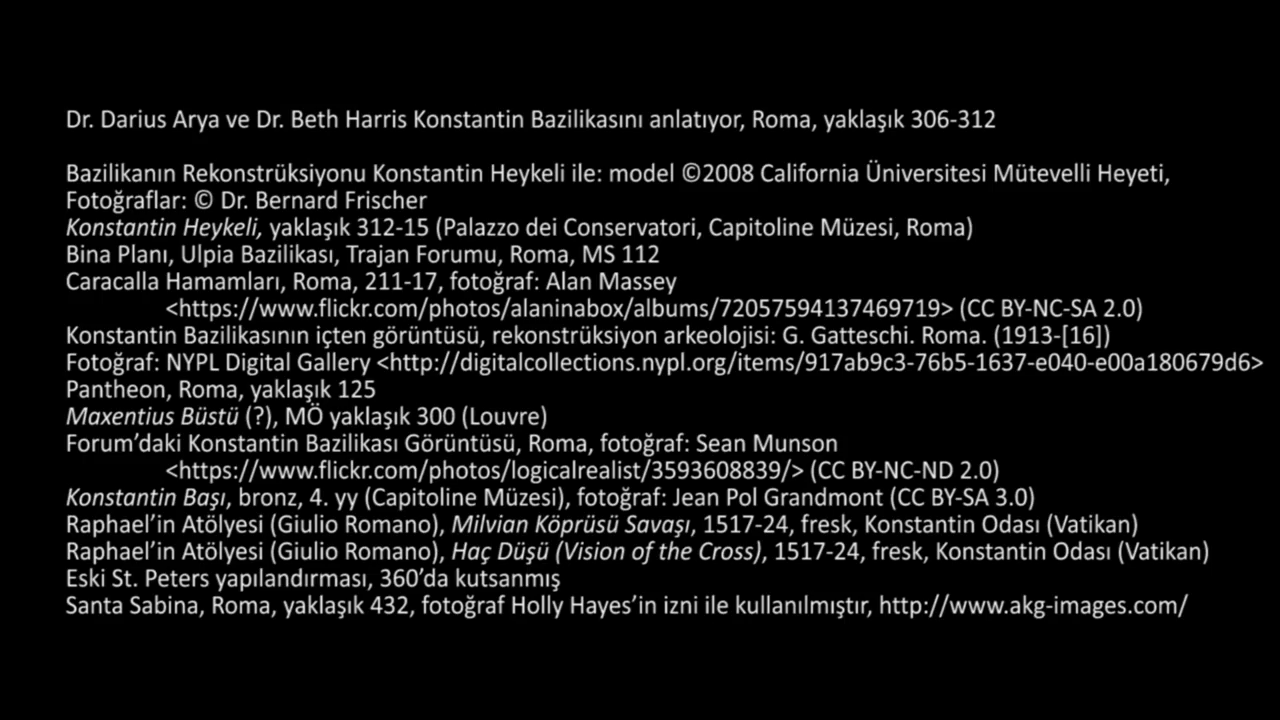 Dr. Darius Arya ve Dr. Beth Harris Konstantin Bazilikasını anlatıyor, Roma, yaklaşık 306-312
Bazilikanın Rekonstrüksiyonu Konstantin Heykeli ile: model ©2008 California Üniversitesi Mütevelli Heyeti,
Fotoğraflar: © Dr. Bernard Frischer
Konstantin Heykeli, yaklaşık 312-15 (Palazzo dei Conservatori, Capitoline Müzesi, Roma)
Bina Planı, Ulpia Bazilikası, Trajan Forumu, Roma, MS 112
Caracalla Hamamları, Roma, 211-17, fotoğraf: Alan Massey
<https://www.flickr.com/photos/alaninabox/albums/72057594137469719> (CC BY-NC-SA 2.0)
Konstantin Bazilikasının içten görüntüsü, rekonstrüksiyon arkeolojisi: G. Gatteschi. Roma. (1913-[16])
Fotoğraf: NYPL Digital Gallery <http://digitalcollections.nypl.org/items/917ab9c3-76b5-1637-e040-e00a180679d6>
Pantheon, Roma, yaklaşık 125
Maxentius Büstü (?), MÖ yaklaşık 300 (Louvre)
Forum’daki Konstantin Bazilikası Görüntüsü, Roma, fotoğraf: Sean Munson
<https://www.flickr.com/photos/logicalrealist/3593608839/> (CC BY-NC-ND 2.0)
Konstantin Başı, bronz, 4. yy (Capitoline Müzesi), fotoğraf: Jean Pol Grandmont (CC BY-SA 3.0)
Raphael’in Atölyesi (Giulio Romano), Milvian Köprüsü Savaşı, 1517-24, fresk, Konstantin Odası (Vatikan)
Raphael’in Atölyesi (Giulio Romano), Haç Düşü (Vision of the Cross), 1517-24, fresk, Konstantin Odası (Vatikan)
Eski St. Peters yapılandırması, 360’da kutsanmış
Santa Sabina, Roma, yaklaşık 432, fotoğraf Holly Hayes’in izni ile kullanılmıştır, http://www.akg-images.com/